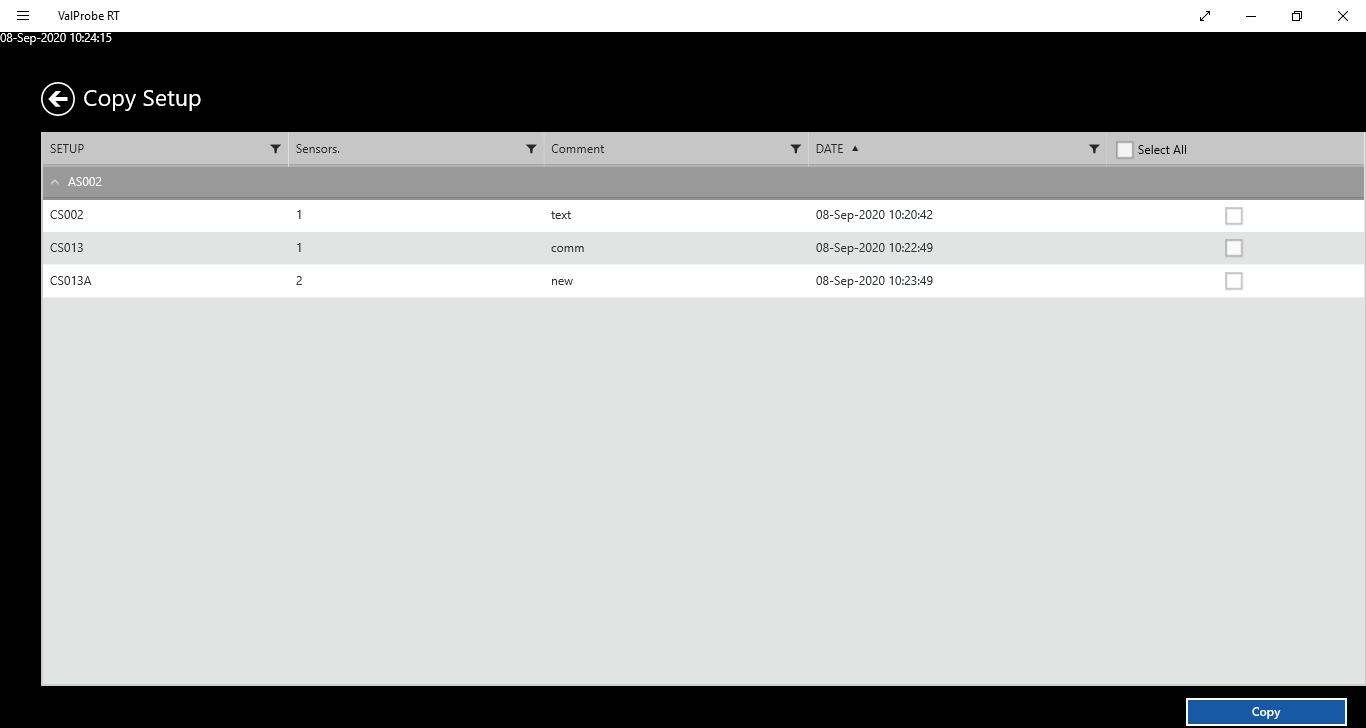 ValProbe RT
08-Sep-2020 10:24:15
Copy Setup
SETUP Sensors. Comment DATE Select All
AS002
CS002 1 text 08-Sep-2020 10:20:42
CS013 1 comm 08-Sep-2020 10:22:49
CS013A 2 new 08-Sep-2020 10:23:49
Copy